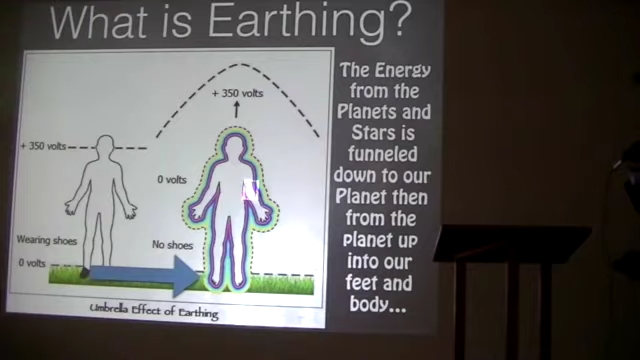 What is Earthing?
+ 350 volts
+ 350 volts
0 volts
Wearing shoes
No shoes
0 volts
Umbrella Effect of Earthing
The Energy
from the
Planets and
Stars is
funneled
down to our
Planet then
from the
planet up
into our
feet and
body...